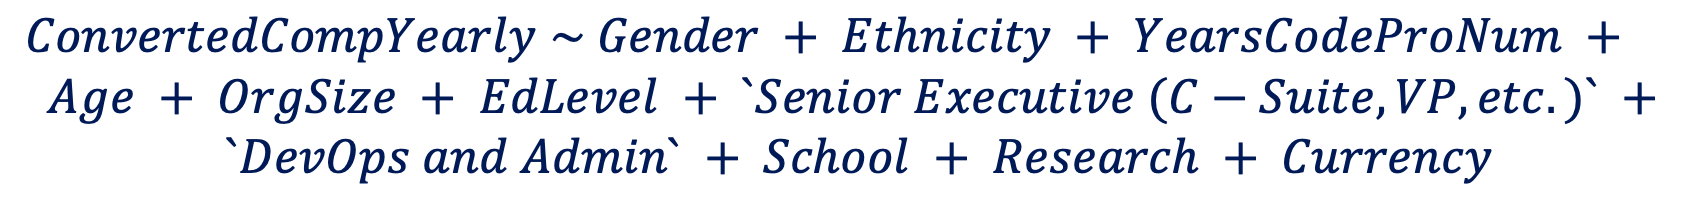 ConvertedCompYearly ~ Gender + Ethnicity + YearsCodeProNum +
Age + OrgSize + EdLevel + `Senior Executive (C − Suite, VP, etc.)` +
`DevOps and Admin` + School + Research + Currency